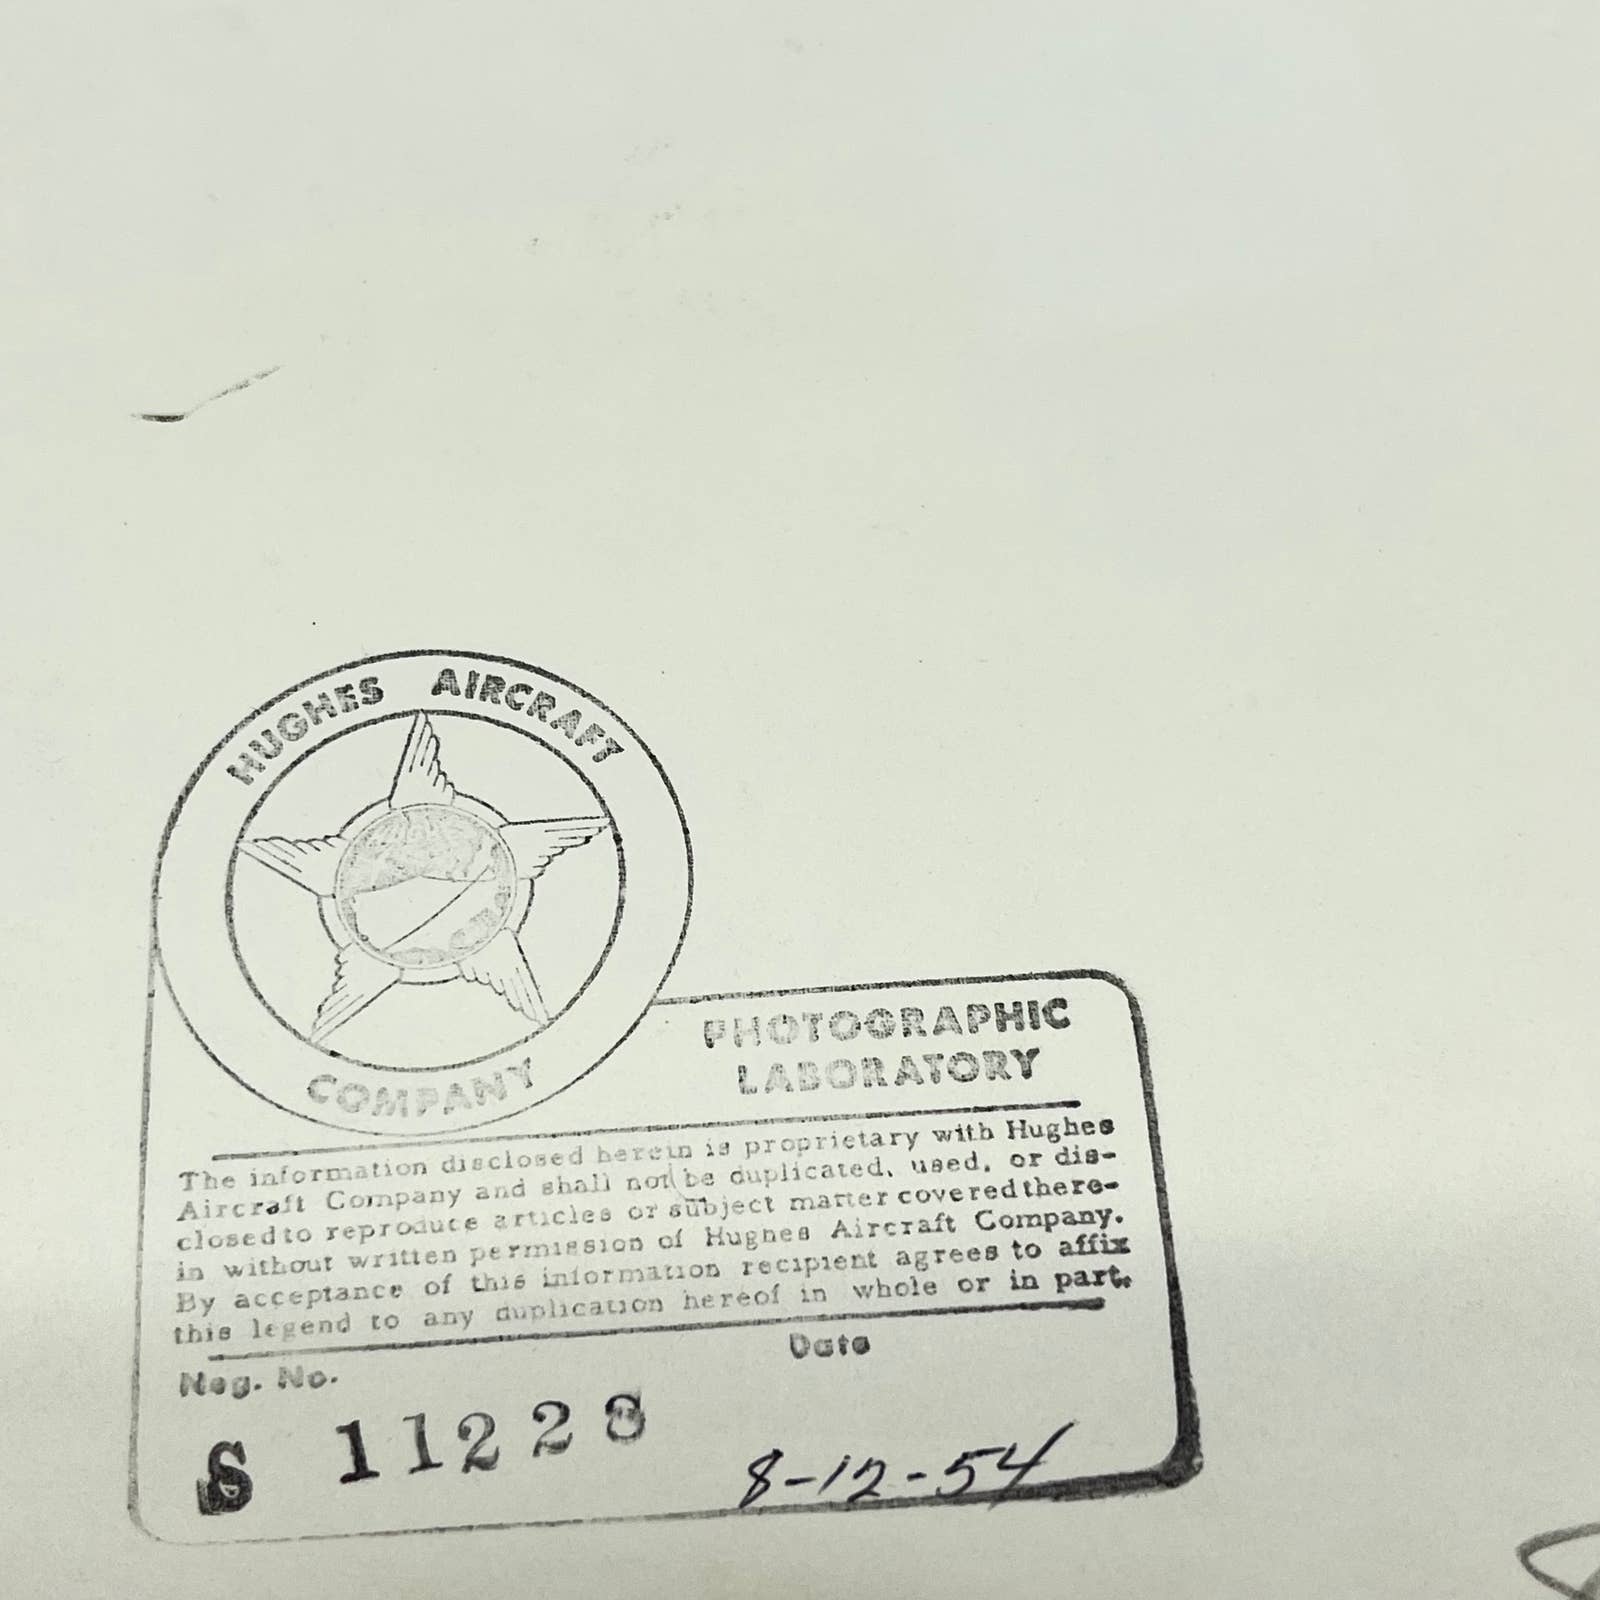 HUGHES AIRCRAFT
COMPANY
PHOTOGRAPHIC
LABORATORY
The information disclosed herein is proprietary with Hughes
Aircraft Company and shall not be duplicated, used, or dis-
closed to reproduce articles or subject matter covered there-
in without written permission of Hughes Aircraft Company.
By acceptance of this information recipient agrees to affix
this legend to any duplication hereof in whole or in part.
Neg. No.
Date
S 11228
8-12-54